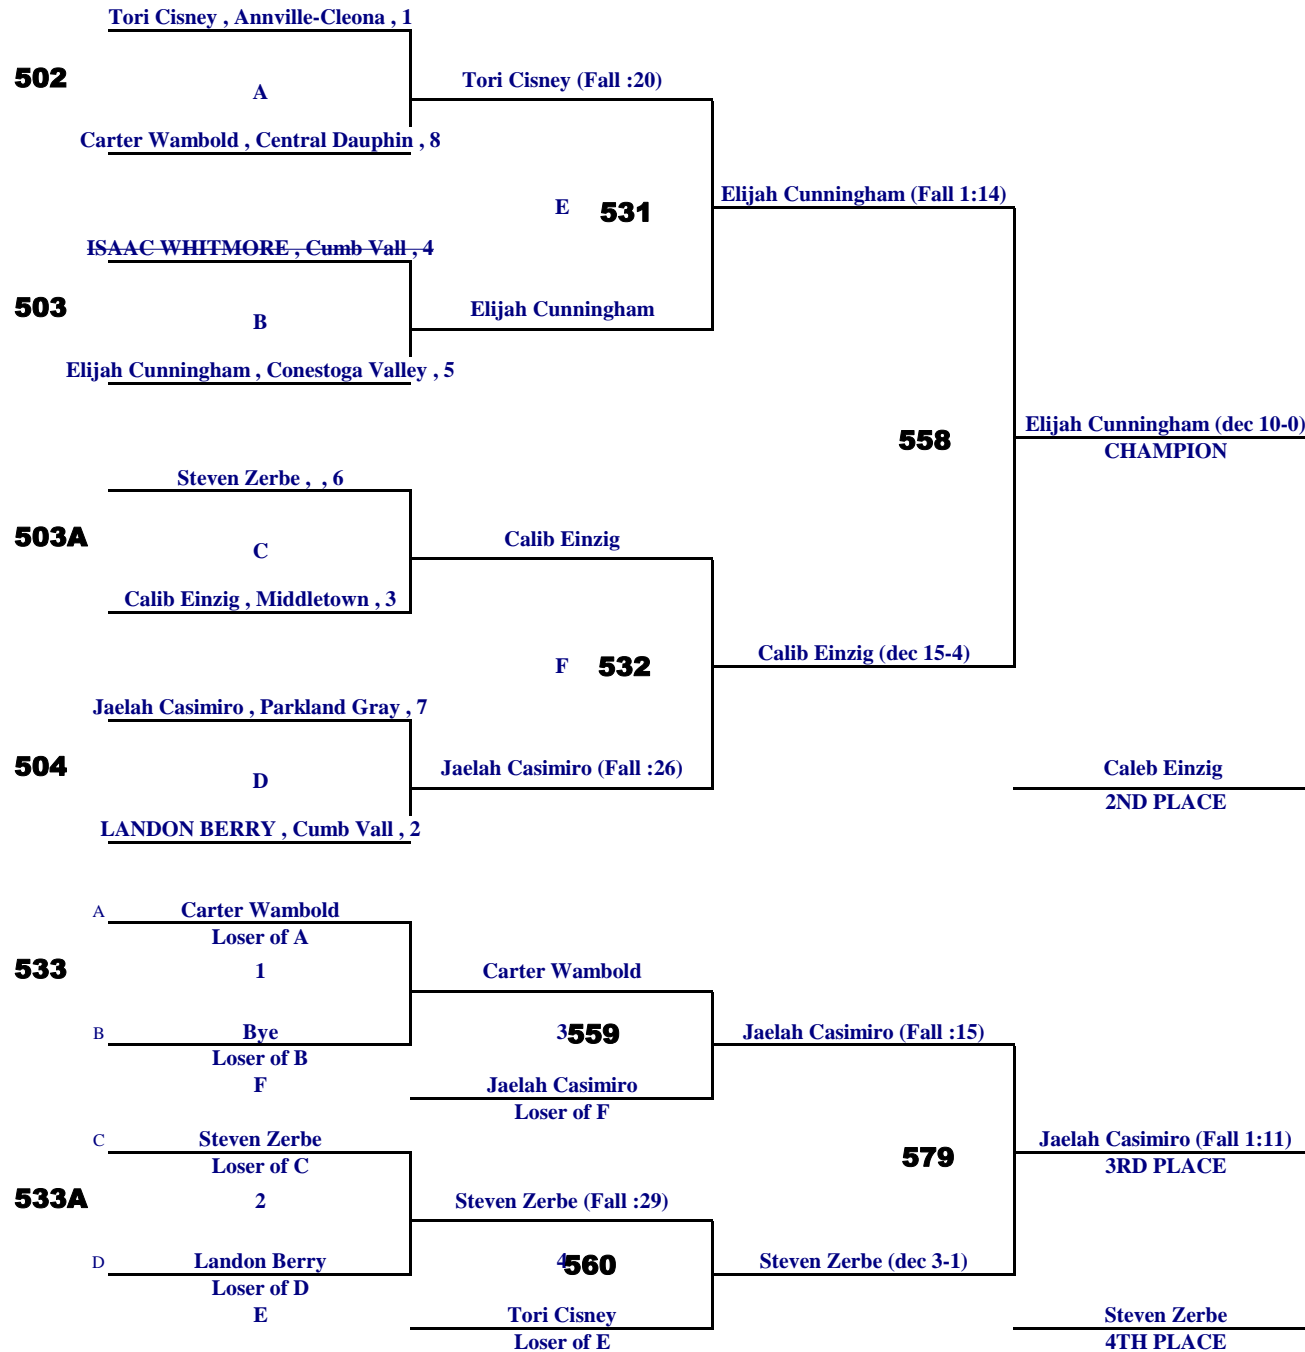 Tori Cisney , Annville-Cleona , 1
502
A
Tori Cisney (Fall :20)
Carter Wambold , Central Dauphin , 8
E 531
Elijah Cunningham (Fall 1:14)
ISAAC WHITMORE , Cumb Vall , 4
503
B
Elijah Cunningham
Elijah Cunningham , Conestoga Valley , 5
558
Elijah Cunningham (dec 10-0)
CHAMPION
Steven Zerbe , , 6
503A
C
Calib Einzig
Calib Einzig , Middletown , 3
F 532
Calib Einzig (dec 15-4)
Jaelah Casimiro , Parkland Gray , 7
504
D
Jaelah Casimiro (Fall :26)
Caleb Einzig
2ND PLACE
LANDON BERRY , Cumb Vall , 2
A Carter Wambold
Loser of A
533
1
Carter Wambold
B Bye
Loser of B
3 559
Jaelah Casimiro (Fall :15)
F
Jaelah Casimiro
Loser of F
C Steven Zerbe
Loser of C
579
Jaelah Casimiro (Fall 1:11)
3RD PLACE
533A
2
Steven Zerbe (Fall :29)
D Landon Berry
Loser of D
4 560
Steven Zerbe (dec 3-1)
E
Tori Cisney
Loser of E
Steven Zerbe
4TH PLACE